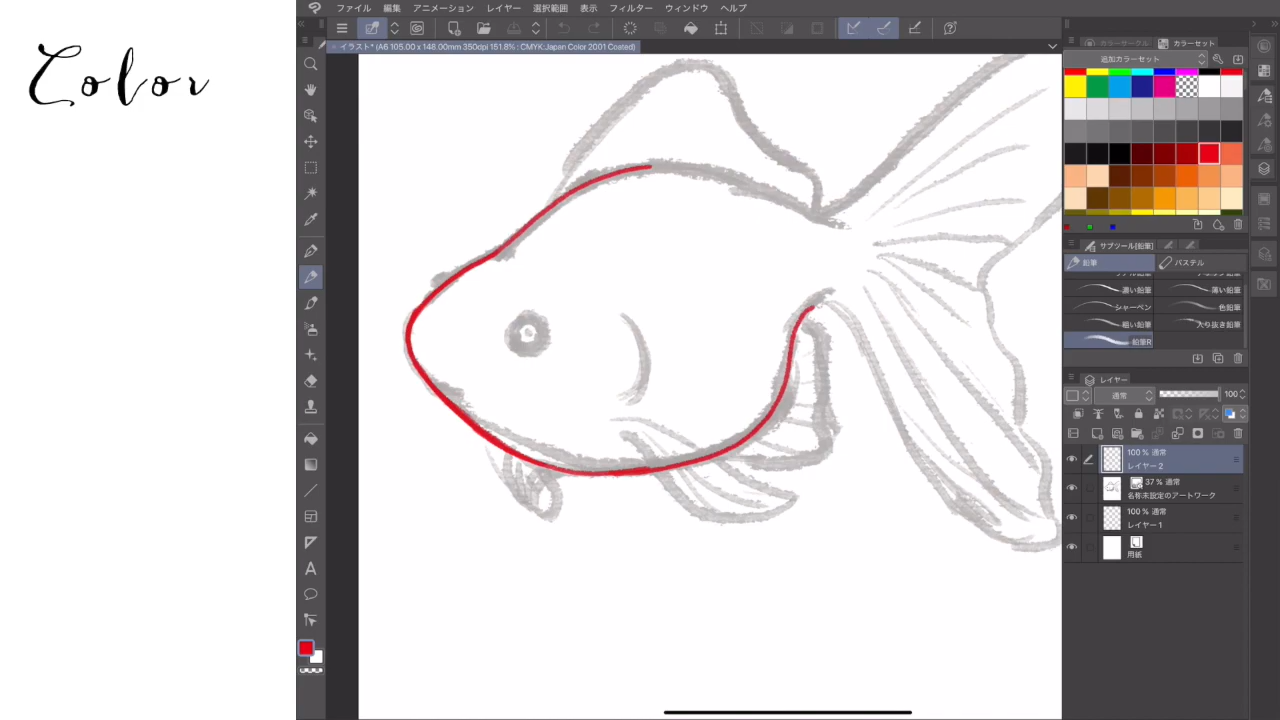 Color
ファイル 編集 アニメーション レイヤー 選択範囲 表示 フィルター ウィンドウ ヘルプ
イラスト* (A6 105.00 x 148.00mm 350dpi 151.8% : CMYK:Japan Color 2001 Coated)
カラーサークル カラーセット
追加カラーセット
サブツール[鉛筆]
鉛筆 パステル
濃い鉛筆 薄い鉛筆
シャーペン 色鉛筆
粗い鉛筆 入り抜き鉛筆
鉛筆R
レイヤー
通常 100
100 % 通常
レイヤー 2
37 % 通常
名称未設定のアートワーク
100 % 通常
レイヤー 1
用紙